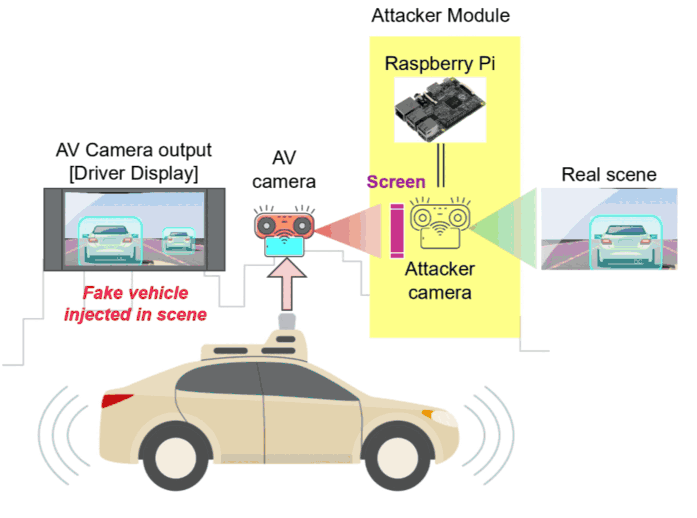 Attacker Module
Raspberry Pi
AV Camera output
[Driver Display]
AV
camera
Screen
Real scene
Attacker
camera
Fake vehicle
injected in scene